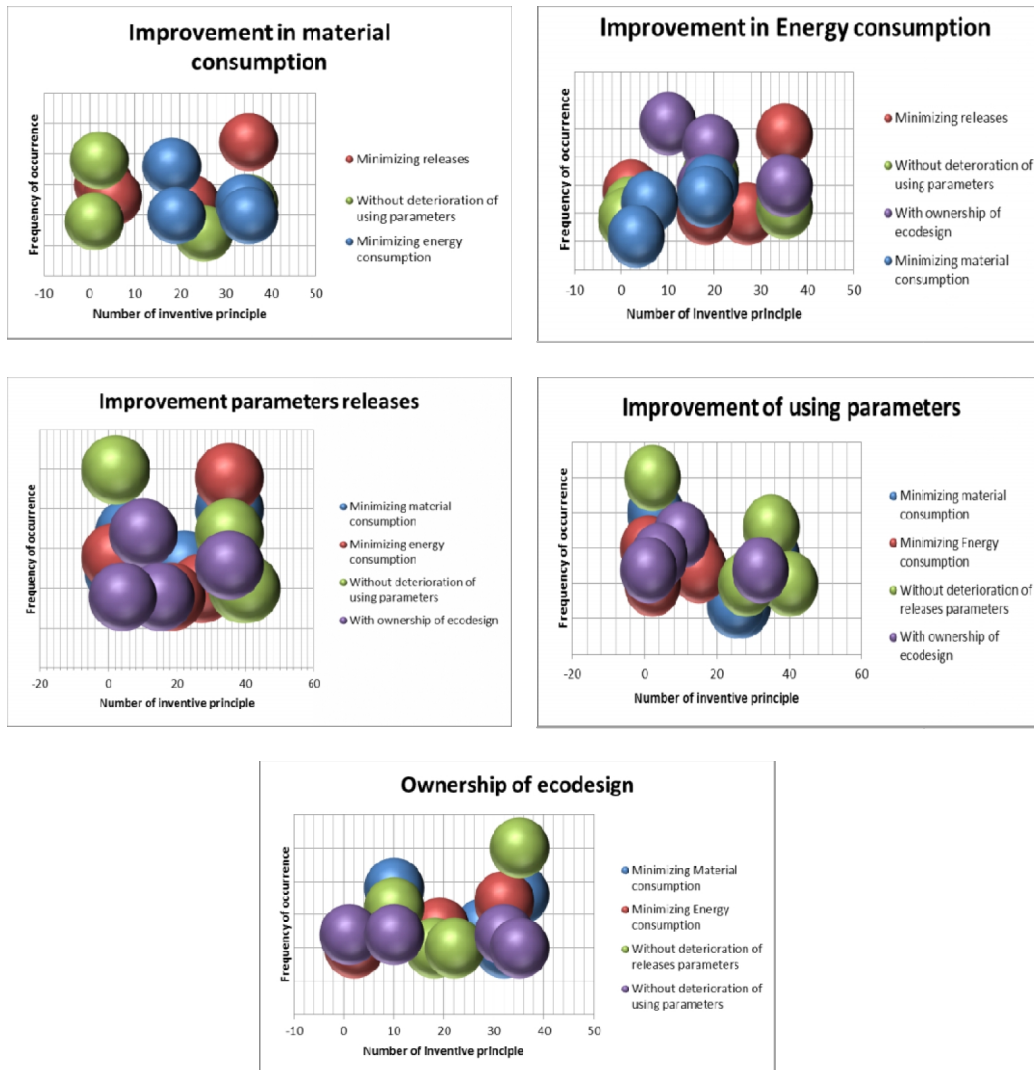 Improvement in material
consumption
Frequency of occurrence
-10 0 10 20 30 40 50
Number of inventive principle
Minimizing releases
Without deterioration of
using parameters
Minimizing energy
consumption
Improvement in Energy consumption
Frequency of occurrence
-10 0 10 20 30 40 50
Number of inventive principle
Minimizing releases
Without deterioration of
using parameters
With ownership of
ecodesign
Minimizing material
consumption
Improvement parameters releases
Frequency of occurrence
-20 0 20 40 60
Number of inventive principle
Minimizing material
consumption
Minimizing energy
consumption
Without deterioration of
using parameters
With ownership of ecodesign
Improvement of using parameters
Frequency of occurrence
-20 0 20 40 60
Number of inventive principle
Minimizing material
consumption
Minimizing Energy
consumption
Without deterioration of
releases parameters
With ownership of
ecodesign
Ownership of ecodesign
Frequency of occurrence
-10 0 10 20 30 40 50
Number of inventive principle
Minimizing Material
consumption
Minimizing Energy
consumption
Without deterioration of
releases parameters
Without deterioration of
using parameters